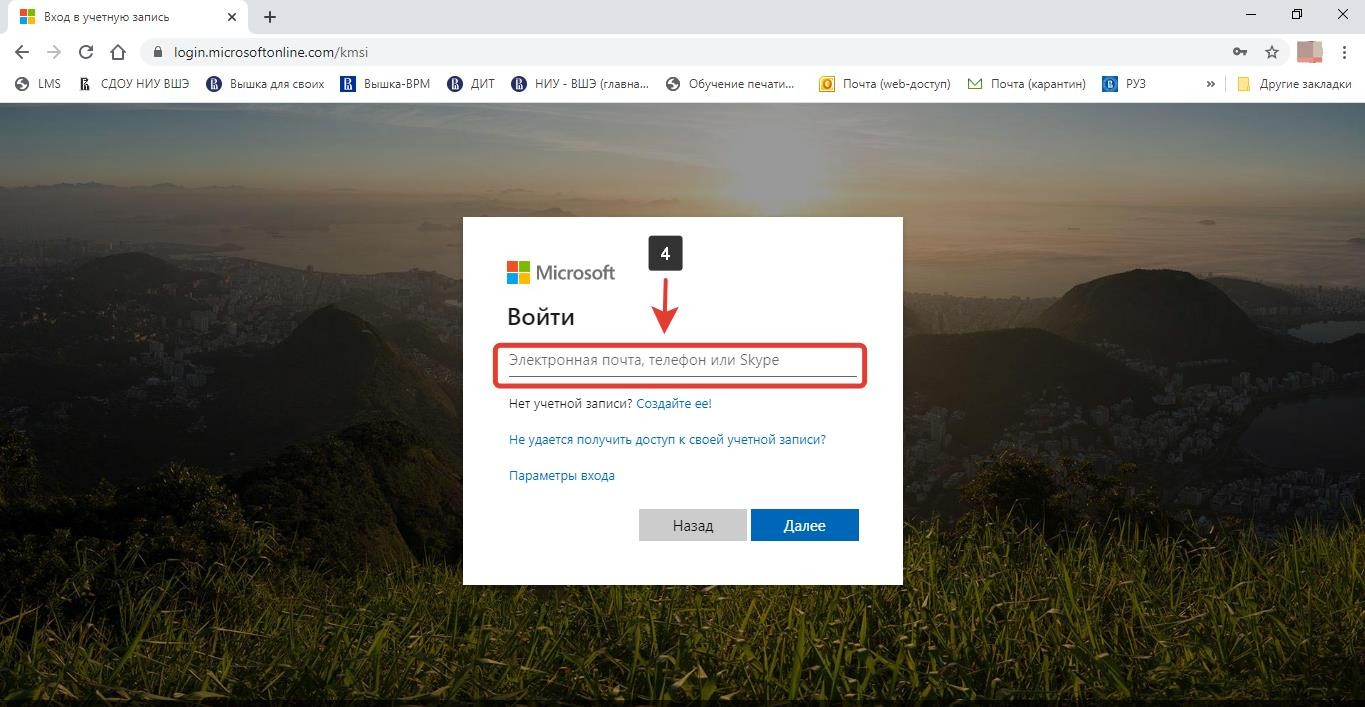 Вход в учетную запись
login.microsoftonline.com/kmsi
LMS СДОУ НИУ ВШЭ Вышка для своих Вышка-BPM ДИТ НИУ - ВШЭ (главна... Обучение печати... Почта (web-доступ) Почта (карантин) РУЗ » Другие закладки
4
Microsoft
Войти
Электронная почта, телефон или Skype
Нет учетной записи? Создайте ее!
Не удается получить доступ к своей учетной записи?
Параметры входа
Назад Далее